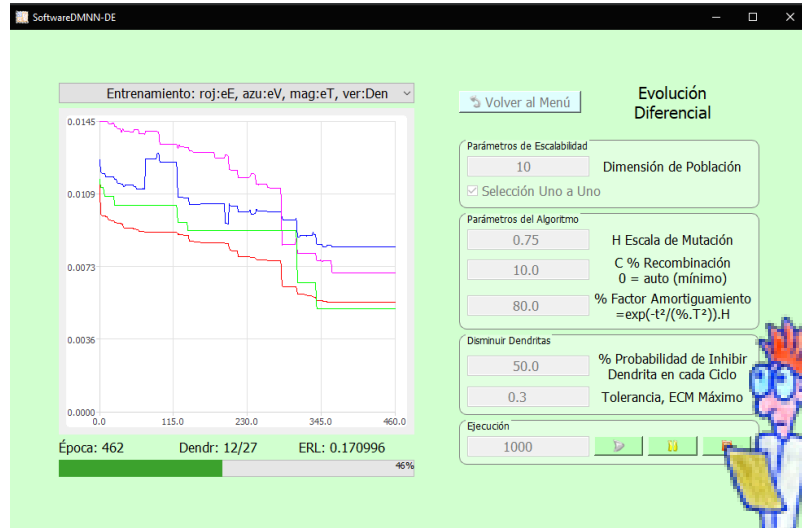 SoftwareDMNN-DE
Entrenamiento: roj:eE, azu:eV, mag:eT, ver:Den
0.0145
0.0109
0.0073
0.0036
0.0000
0.0 115.0 230.0 345.0 460.0
Época: 462 Dendr: 12/27 ERL: 0.170996
46%
Volver al Menú
Evolución
Diferencial
Parámetros de Escalabilidad
10 Dimensión de Población
Selección Uno a Uno
Parámetros del Algoritmo
0.75 H Escala de Mutación
10.0 C % Recombinación
0 = auto (mínimo)
80.0 % Factor Amortiguamiento
=exp(-t²/(%.T²)).H
Disminuir Dendritas
50.0 % Probabilidad de Inhibir
Dendrita en cada Ciclo
0.3 Tolerancia, ECM Máximo
Ejecución
1000